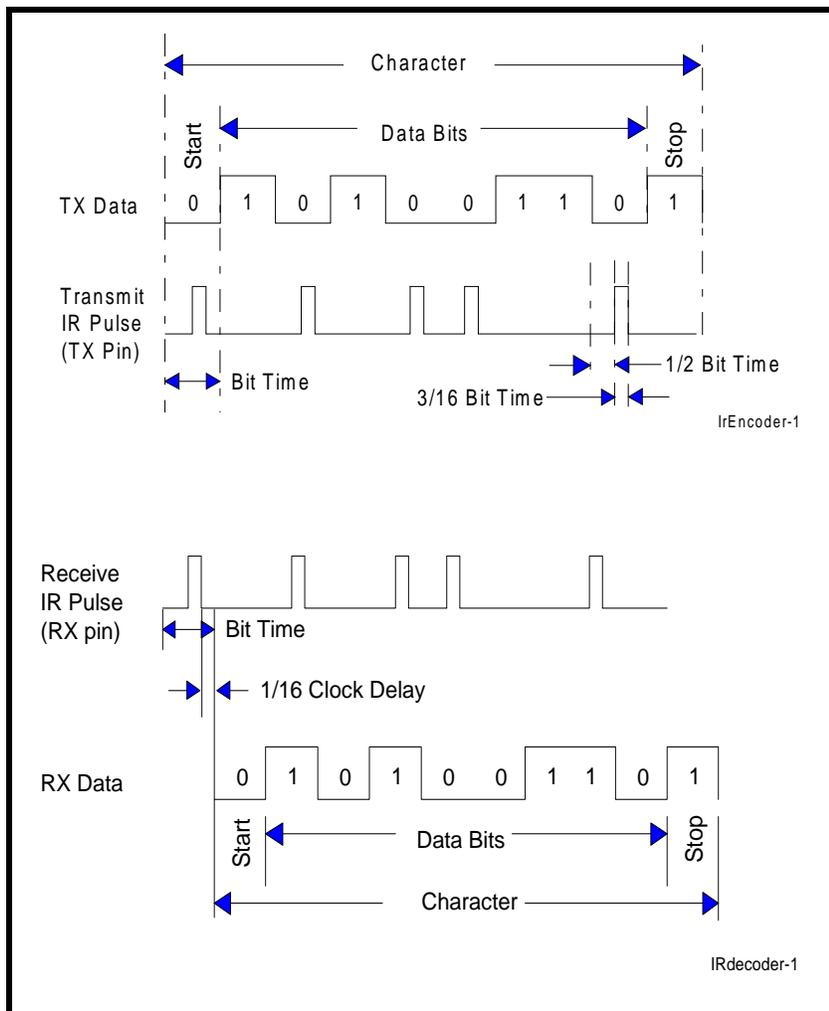 Character
Start
Data Bits
Stop
TX Data
0 1 0 1 0 0 1 1 0 1
Transmit
IR Pulse
(TX Pin)
Bit Time
1/2 Bit Time
3/16 Bit Time
IrEncoder-1
Receive
IR Pulse
(RX pin)
Bit Time
1/16 Clock Delay
RX Data
0 1 0 1 0 0 1 1 0 1
Start
Data Bits
Stop
Character
IRdecoder-1